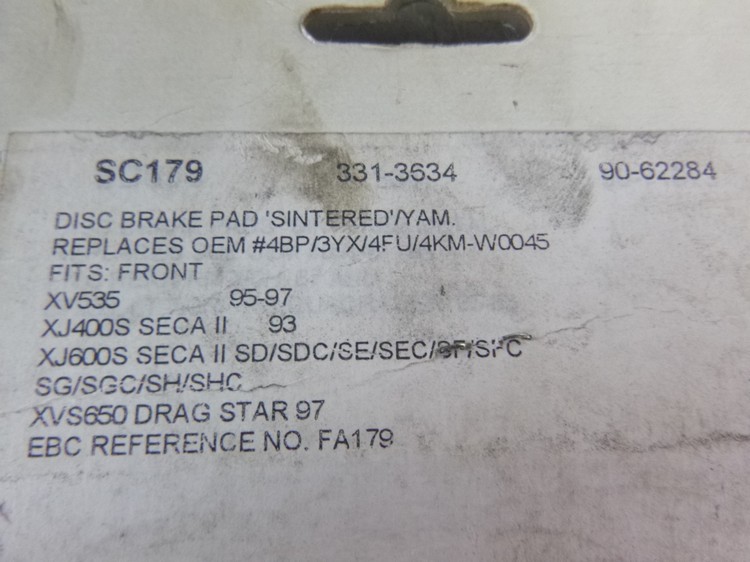 SC179 331-3634 90-62284
DISC BRAKE PAD 'SINTERED'/YAM.
REPLACES OEM #4BP/3YX/4FU/4KM-W0045
FITS: FRONT
XV535 95-97
XJ400S SECA II 93
XJ600S SECA II SD/SDC/SE/SEC/SF/SFC
SG/SGC/SH/SHC
XVS650 DRAG STAR 97
EBC REFERENCE NO. FA179